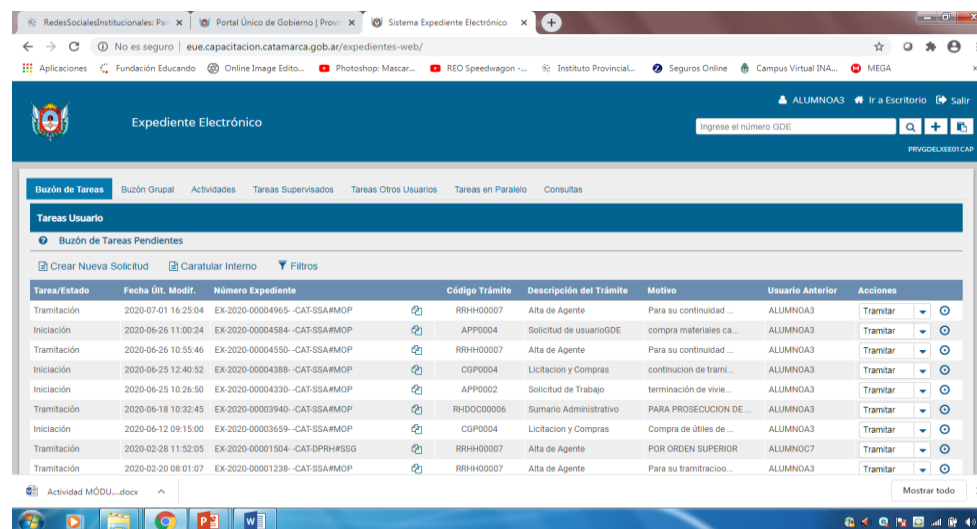 RedesSocialesInstitucionales: Par
Portal Único de Gobierno | Provin
Sistema Expediente Electrónico
No es seguro | eue.capacitacion.catamarca.gob.ar/expedientes-web/
Aplicaciones Fundación Educando Online Image Edito... Photoshop: Mascar... REO Speedwagon -... Instituto Provincial... Seguros Online Campus Virtual INA... MEGA
ALUMNOA3 Ir a Escritorio Salir
Expediente Electrónico
Ingrese el número GDE
PRVGDELXEE01CAP
Buzón de Tareas Buzón Grupal Actividades Tareas Supervisados Tareas Otros Usuarios Tareas en Paralelo Consultas
Tareas Usuario
Buzón de Tareas Pendientes
Crear Nueva Solicitud Caratular Interno Filtros
Tarea/Estado Fecha Últ. Modif. Número Expediente Código Trámite Descripción del Trámite Motivo Usuario Anterior Acciones
Tramitación 2020-07-01 16:25:04 EX-2020-00004965- -CAT-SSA#MOP RRHH00007 Alta de Agente Para su continuidad ... ALUMNOA3 Tramitar
Iniciación 2020-06-26 11:00:24 EX-2020-00004584- -CAT-SSA#MOP APP0004 Solicitud de usuarioGDE compra materiales ca... ALUMNOA3 Tramitar
Tramitación 2020-06-26 10:55:46 EX-2020-00004550- -CAT-SSA#MOP RRHH00007 Alta de Agente Para su continuidad ... ALUMNOA3 Tramitar
Iniciación 2020-06-25 12:40:52 EX-2020-00004388- -CAT-SSA#MOP CGP0004 Licitacion y Compras continucion de trami... ALUMNOA3 Tramitar
Iniciación 2020-06-25 10:26:50 EX-2020-00004330- -CAT-SSA#MOP APP0002 Solicitud de Trabajo terminación de vivie... ALUMNOA3 Tramitar
Tramitación 2020-06-18 10:32:45 EX-2020-00003940- -CAT-SSA#MOP RHDOC00006 Sumario Administrativo PARA PROSECUCION DE ... ALUMNOA3 Tramitar
Iniciación 2020-06-12 09:15:00 EX-2020-00003659- -CAT-SSA#MOP CGP0004 Licitacion y Compras Compra de útiles de ... ALUMNOA3 Tramitar
Tramitación 2020-02-28 11:52:05 EX-2020-00001504- -CAT-DPRH#SSG RRHH00007 Alta de Agente POR ORDEN SUPERIOR ALUMNOC7 Tramitar
Tramitación 2020-02-20 08:01:07 EX-2020-00001238- -CAT-SSA#MOP RRHH00007 Alta de Agente Para su tramitracioo... ALUMNOA3 Tramitar
Actividad MÓDU....docx Mostrar todo